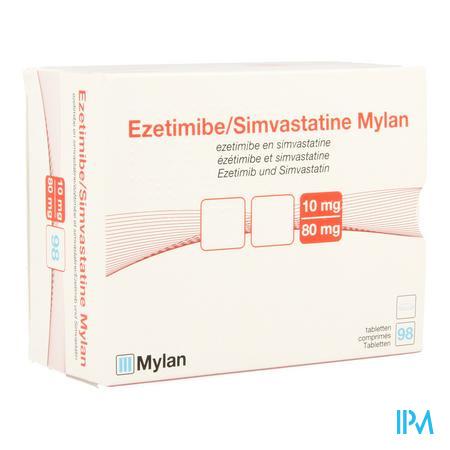 Ezetimibe/Simvastatine Mylan
ezetimibe en simvastatine
ézétimibe et simvastatine
Ezetimib und Simvastatin
10 mg
80 mg
tabletten
comprimés
Tabletten
98
Mylan
Ezetimibe/Simvastatine Mylan
10 mg
80 mg
98
IPM